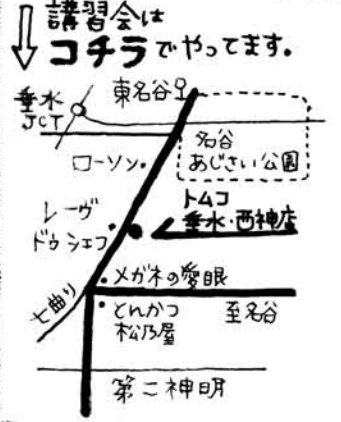 講習会は
コチラでやってます。
東名谷
垂水
JCT
名谷
あじさい公園
ローソン
トムコ
垂水・西神店
レーヴ
ドゥシェフ
メガネの愛眼
七曲り
とんかつ
松乃屋
至名谷
第二神明